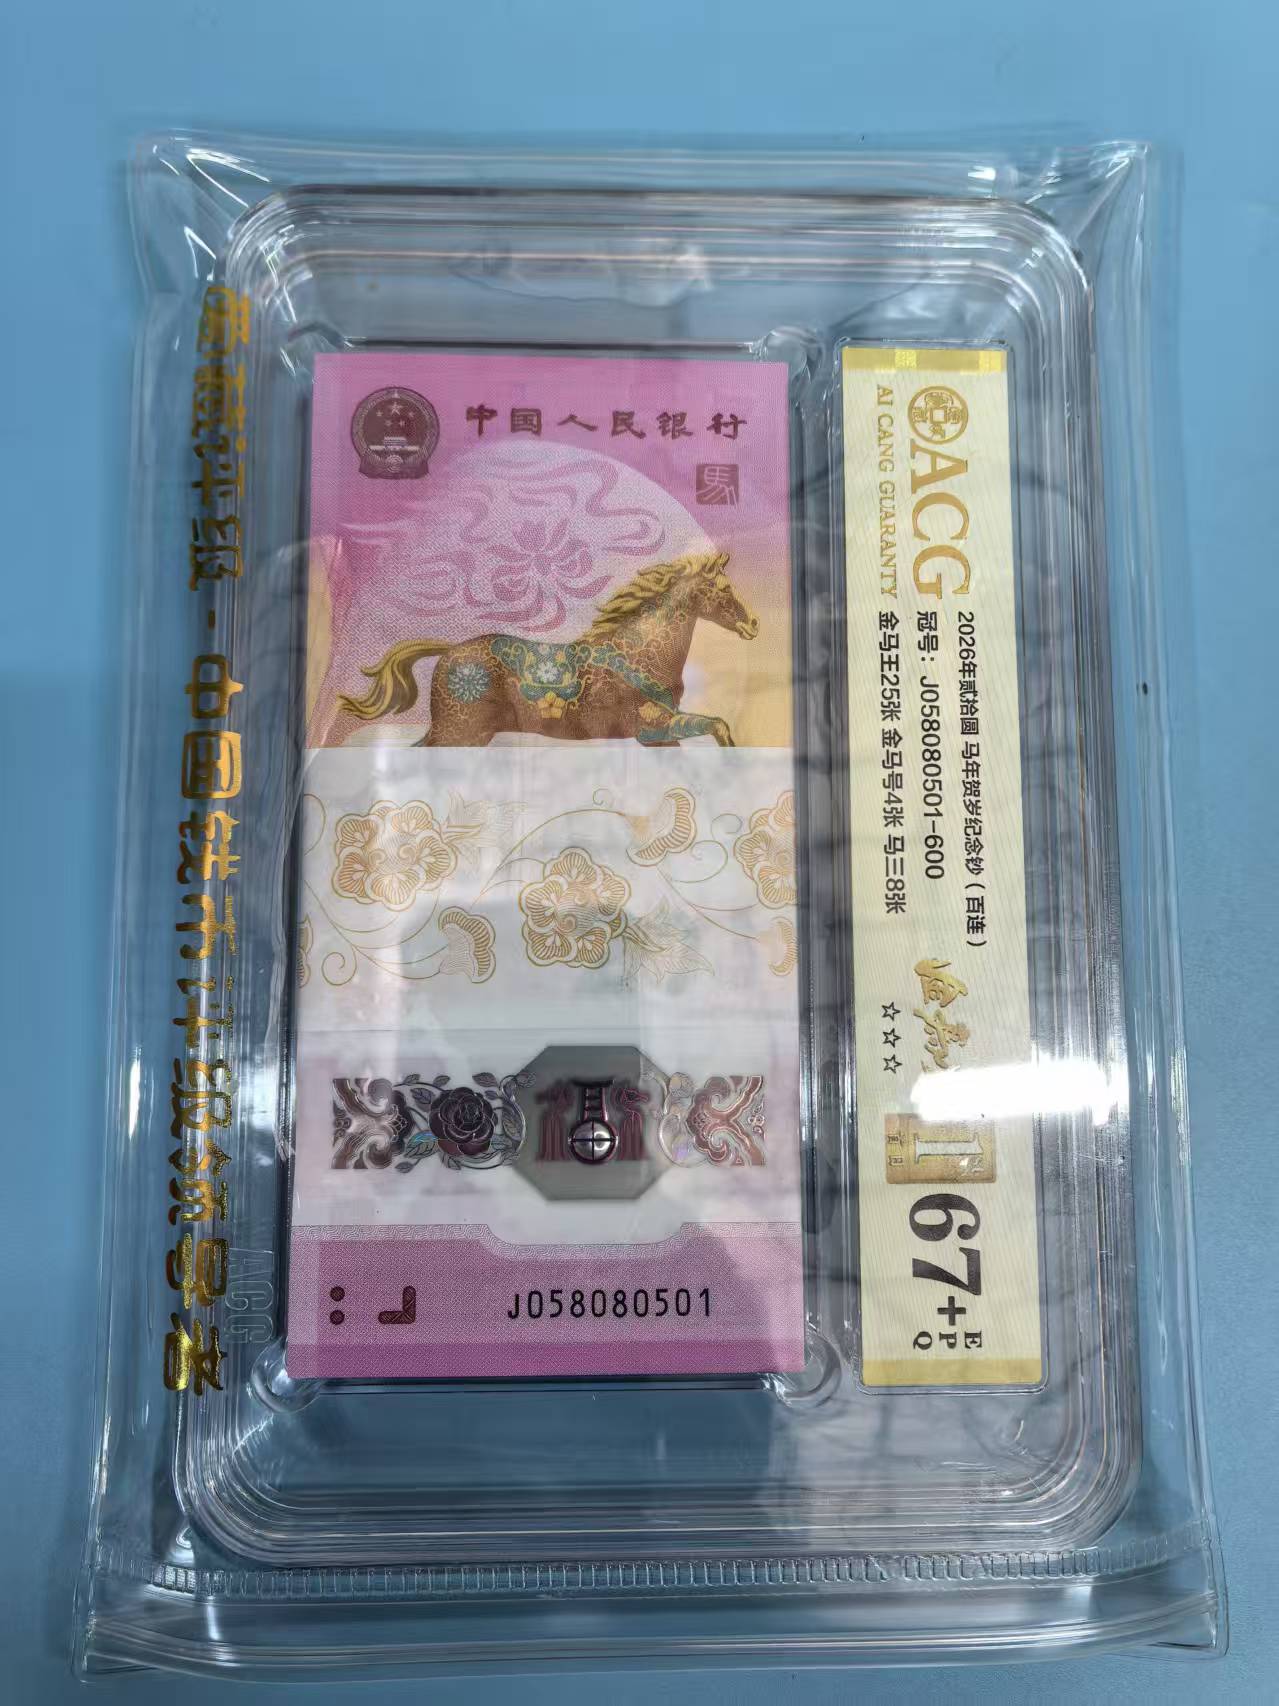 爱藏评级-中国钱币评级领导者
中国人民银行
馬
J058080501
ACG
AI CANG GUARANTY
2026年贰拾圆 马年贺岁纪念钞（百连）
冠号：J058080501-600
金马王25张 金马号4张 马三8张
☆☆☆
67+
EPQ
ACG